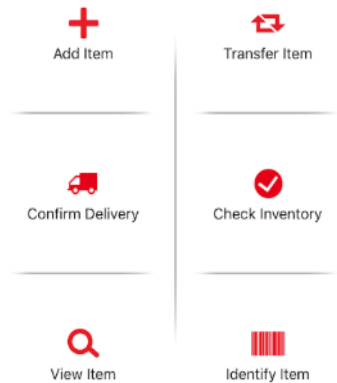 Add Item
Transfer Item
Confirm Delivery
Check Inventory
View Item
Identify Item